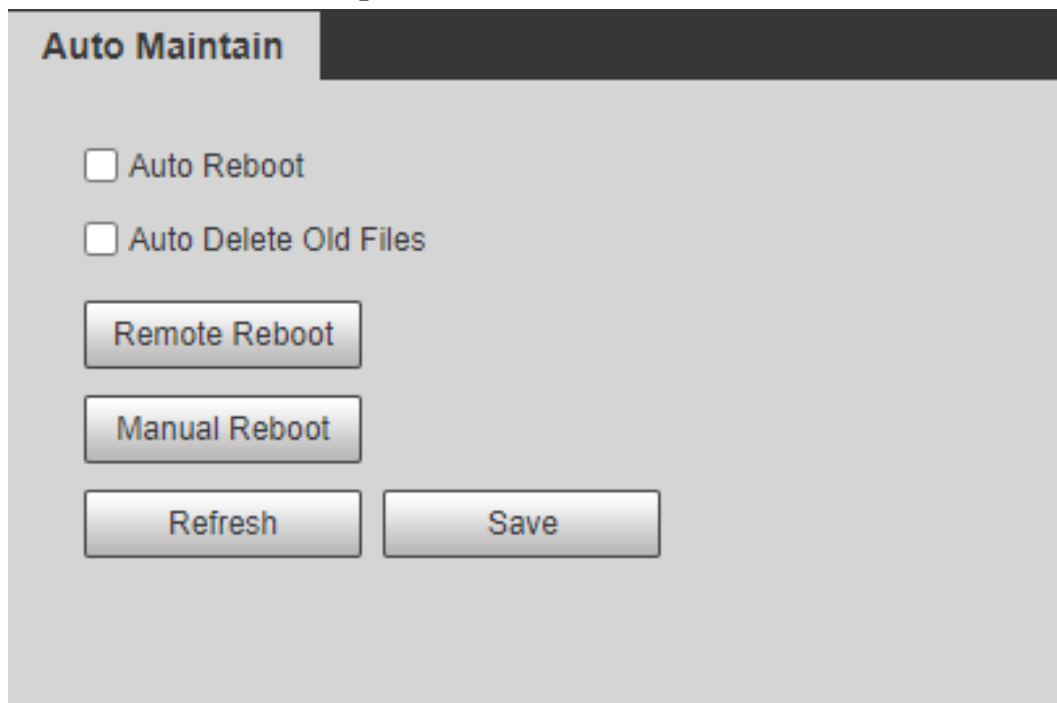 Auto Maintain
Auto Reboot
Auto Delete Old Files
Remote Reboot
Manual Reboot
Refresh Save